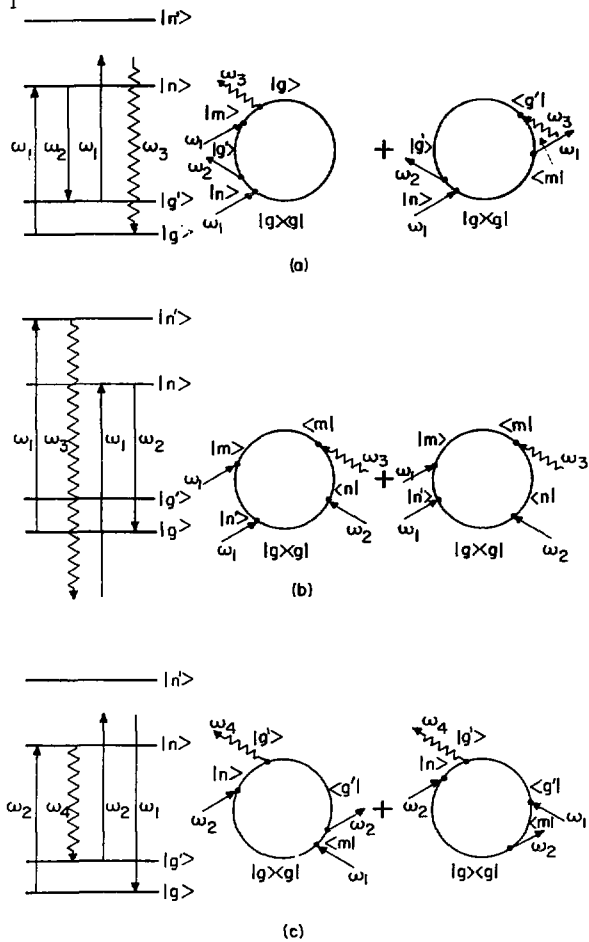 |n'>
|n>
ω₁ ω₂ ω₁ ω₃
|g'>
|g>
ω₃ |g>
|m>
ω₁
|g'>
ω₂
|n>
ω₁
|g><g|
+
<g'|
ω₃
ω₁
<m|
ω₂
|n>
ω₁
|g><g|
(a)
|n'>
|n>
ω₁ ω₃ ω₁ ω₂
|g'>
|g>
<m|
|m>
ω₃
ω₁
<n|
|n'>
ω₁
ω₂
|g><g|
+
<m|
|m>
ω₃
ω₁
<n|
|n'>
ω₁
ω₂
|g><g|
(b)
|n'>
|n>
ω₂ ω₄ ω₂ ω₁
|g'>
|g>
ω₄ |g'>
|n>
<g'|
ω₂
ω₂
<m|
ω₁
|g><g|
+
ω₄ |g'>
|n>
<g'|
ω₂
ω₁
<m|
ω₂
|g><g|
(c)